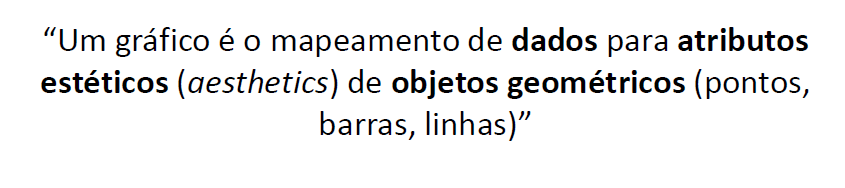 “Um gráfico é o mapeamento de dados para atributos
estéticos (aesthetics) de objetos geométricos (pontos,
barras, linhas)”